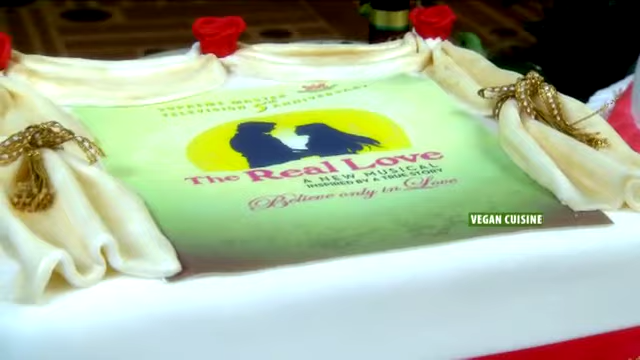 SUPREME MASTER
TELEVISION 5 ANNIVERSARY
The Real Love
A NEW MUSICAL
INSPIRED BY A TRUE STORY
Believe only in Love
VEGAN CUISINE